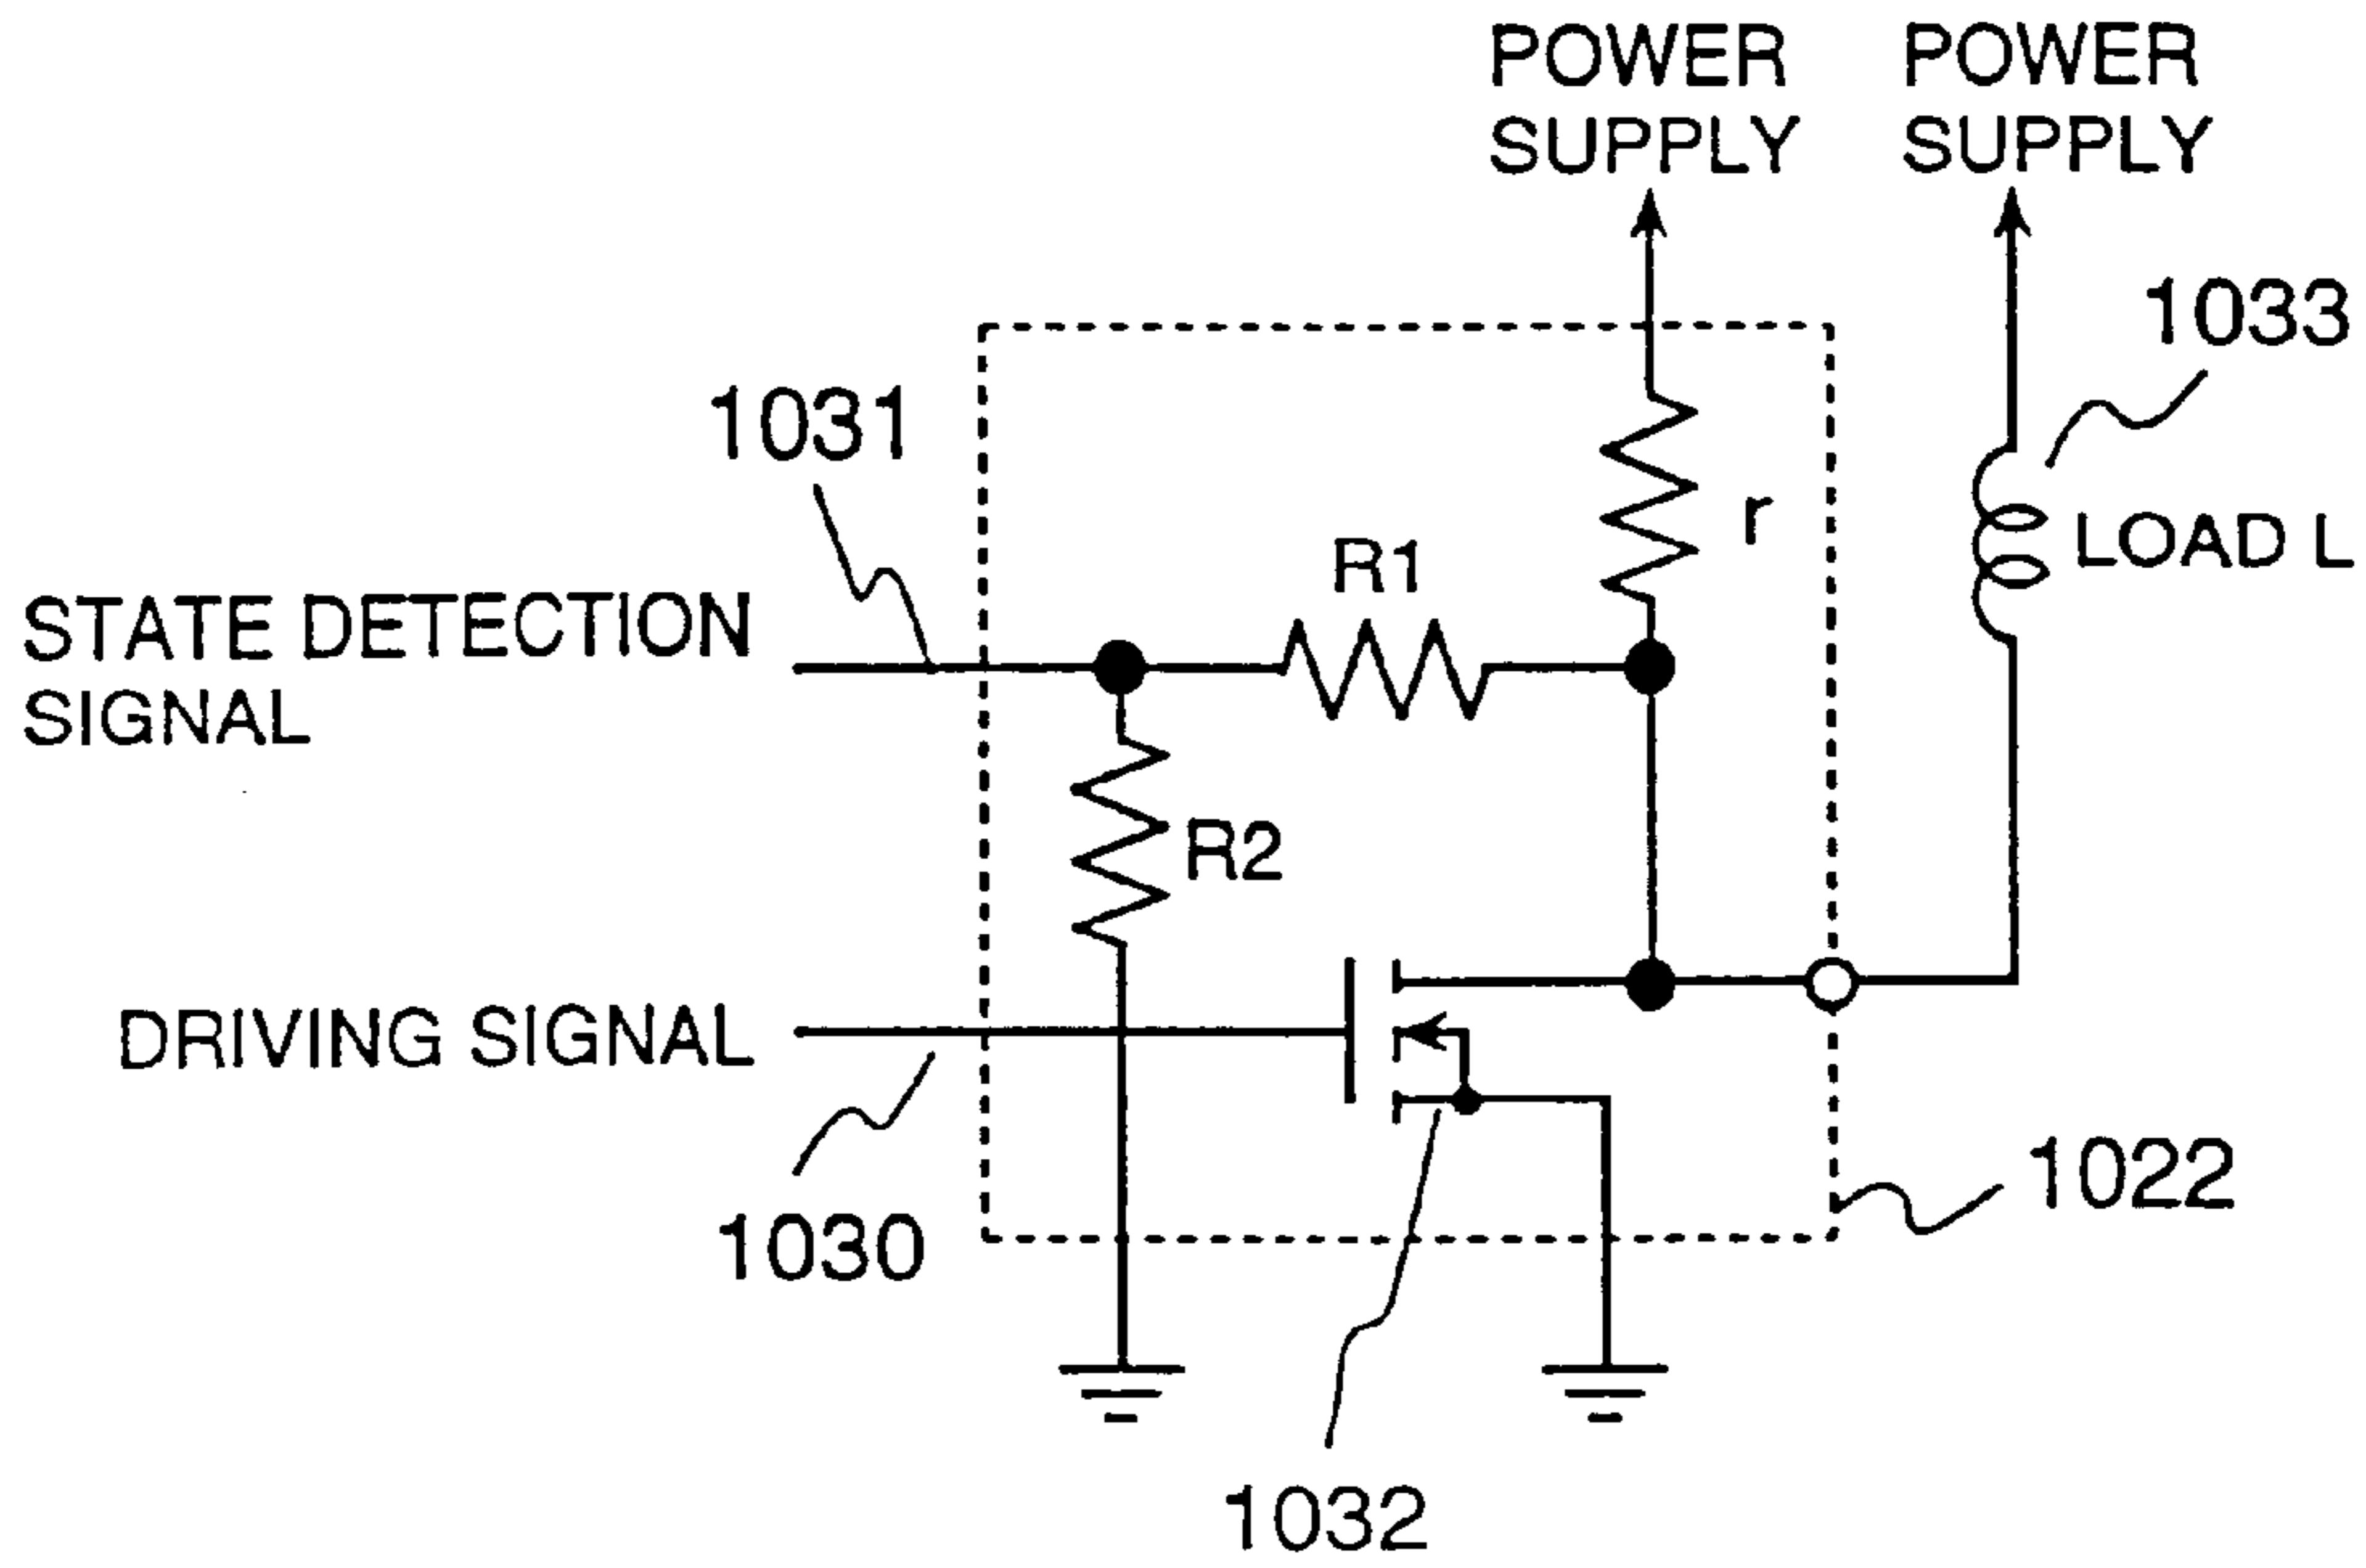 POWER
SUPPLY
POWER
SUPPLY
1033
1031
r
R1
LOAD L
STATE DETECTION
SIGNAL
R2
DRIVING SIGNAL
1022
1030
1032